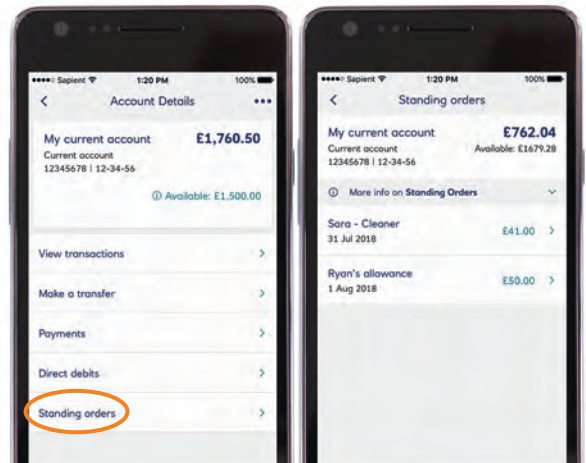 Sapient 1:20 PM 100%
Account Details
My current account £1,760.50
Current account
12345678 | 12-34-56
Available: £1,500.00
View transactions
Make a transfer
Payments
Direct debits
Standing orders
Sapient 1:20 PM 100%
Standing orders
My current account £762.04
Current account Available: £1679.28
12345678 | 12-34-56
More info on Standing Orders
Sara - Cleaner
31 Jul 2018 £41.00
Ryan's allowance
1 Aug 2018 £50.00